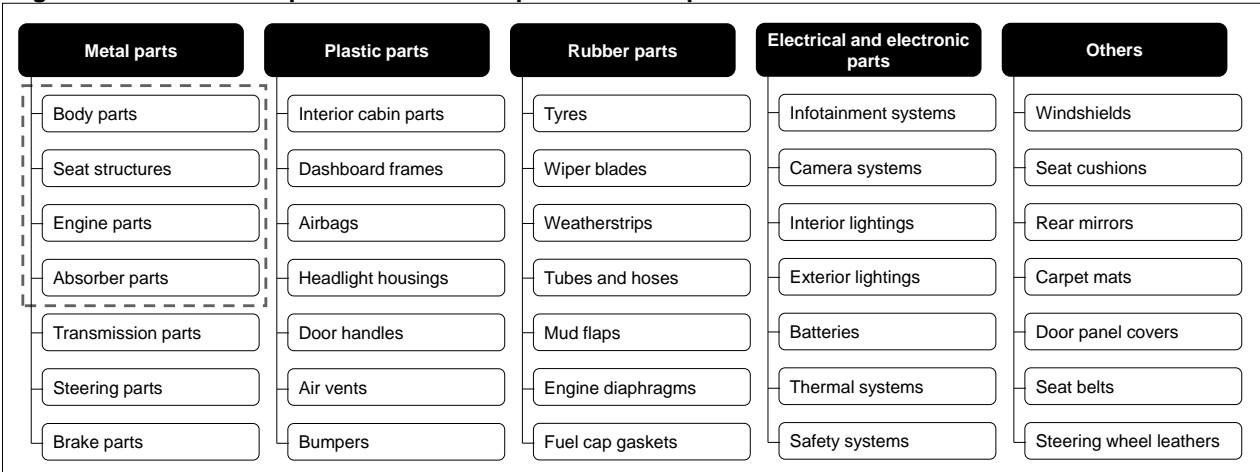 Metal parts
Body parts
Seat structures
Engine parts
Absorber parts
Transmission parts
Steering parts
Brake parts
Plastic parts
Interior cabin parts
Dashboard frames
Airbags
Headlight housings
Door handles
Air vents
Bumpers
Rubber parts
Tyres
Wiper blades
Weatherstrips
Tubes and hoses
Mud flaps
Engine diaphragms
Fuel cap gaskets
Electrical and electronic
parts
Infotainment systems
Camera systems
Interior lightings
Exterior lightings
Batteries
Thermal systems
Safety systems
Others
Windshields
Seat cushions
Rear mirrors
Carpet mats
Door panel covers
Seat belts
Steering wheel leathers